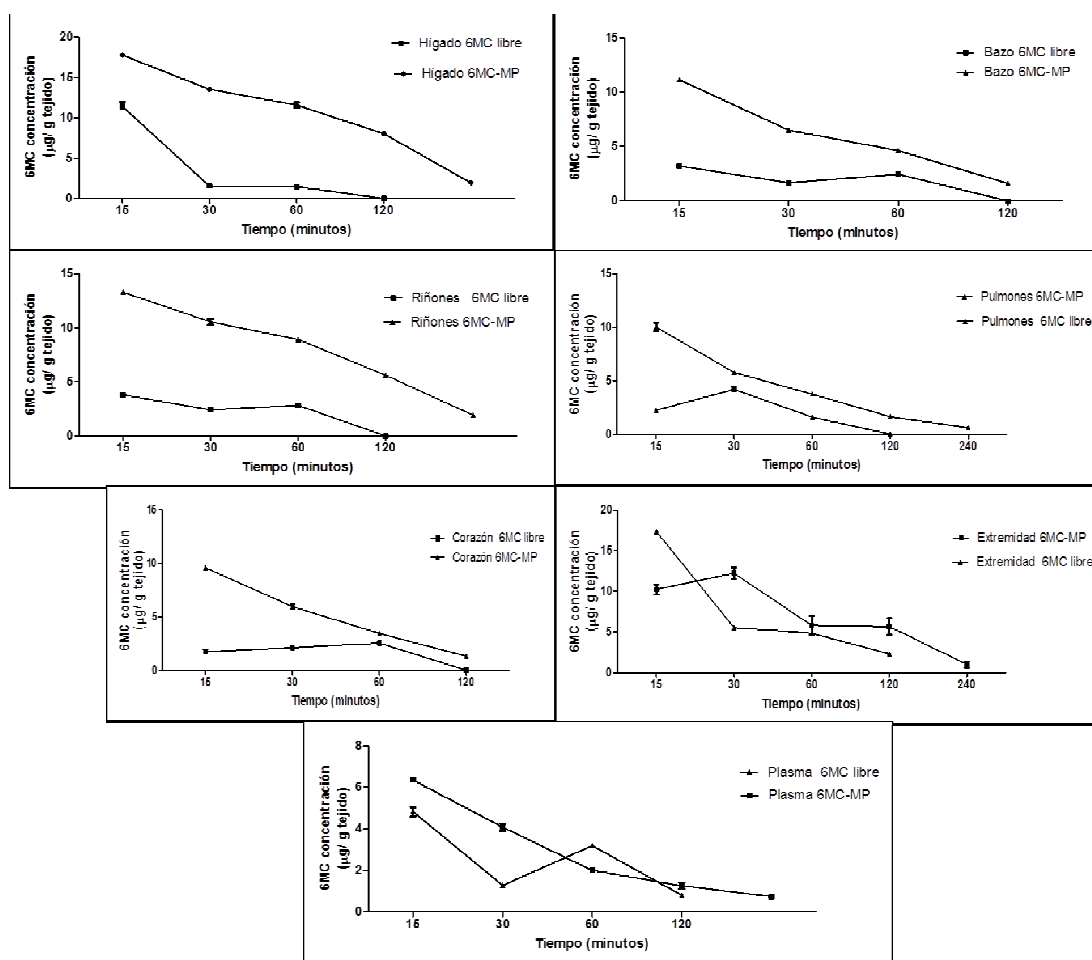 20
15
10
5
0
6MC concentración
(µg/ g tejido)
Hígado 6MC libre
Hígado 6MC-MP
15
30
60
120
Tiempo (minutos)
15
10
5
0
6MC concentración
(µg/ g tejido)
Bazo 6MC libre
Bazo 6MC-MP
15
30
60
120
Tiempo (minutos)
15
10
5
0
6MC concentración
(µg/ g tejido)
Riñones 6MC libre
Riñones 6MC-MP
15
30
60
120
Tiempo (minutos)
15
10
5
0
6MC concentración
(µg/ g tejido)
Pulmones 6MC-MP
Pulmones 6MC libre
15
30
60
120
240
Tiempo (minutos)
15
10
5
0
6MC concentración
(µg/ g tejido)
Corazón 6MC libre
Corazón 6MC-MP
15
30
60
120
Tiempo (minutos)
20
15
10
5
0
6MC concentración
(µg/ g tejido)
Extremidad 6MC-MP
Extremidad 6MC libre
15
30
60
120
240
Tiempo (minutos)
8
6
4
2
0
6MC concentración
(µg/ g tejido)
Plasma 6MC libre
Plasma 6MC-MP
15
30
60
120
Tiempo (minutos)